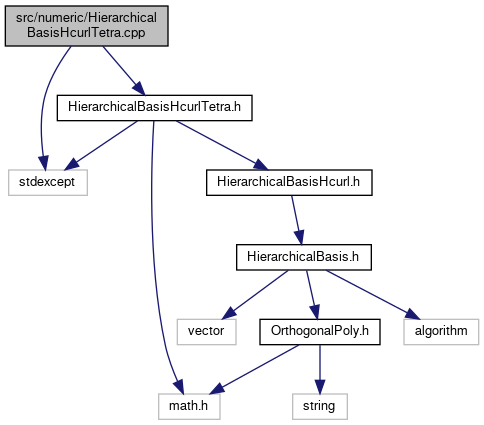 src/numeric/Hierarchical
BasisHcurlTetra.cpp
HierarchicalBasisHcurlTetra.h
stdexcept
HierarchicalBasisHcurl.h
HierarchicalBasis.h
vector
OrthogonalPoly.h
algorithm
math.h
string